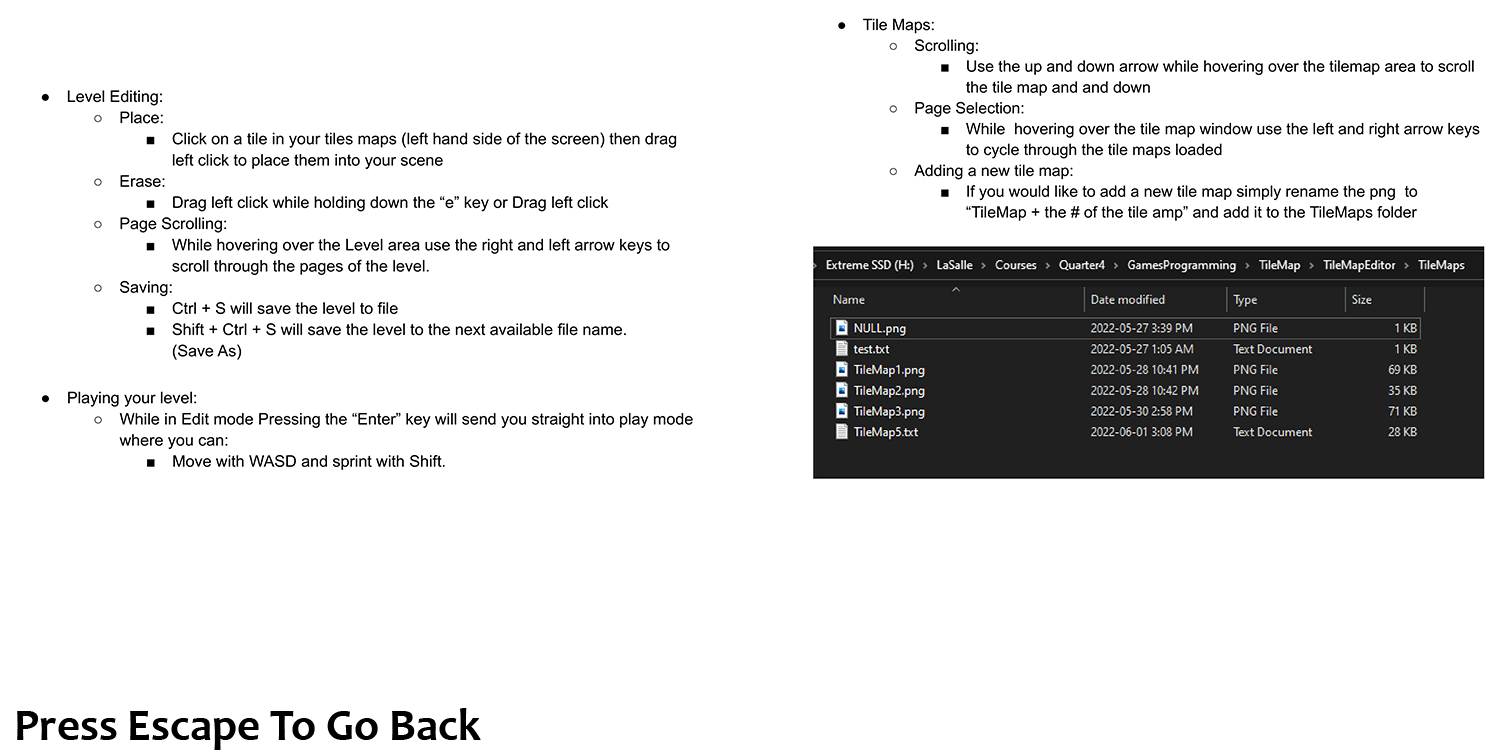 ● Level Editing:
○ Place:
■ Click on a tile in your tiles maps (left hand side of the screen) then drag
left click to place them into your scene
○ Erase:
■ Drag left click while holding down the “e” key or Drag left click
○ Page Scrolling:
■ While hovering over the Level area use the right and left arrow keys to
scroll through the pages of the level.
○ Saving:
■ Ctrl + S will save the level to file
■ Shift + Ctrl + S will save the level to the next available file name.
(Save As)
● Playing your level:
○ While in Edit mode Pressing the “Enter” key will send you straight into play mode
where you can:
■ Move with WASD and sprint with Shift.
● Tile Maps:
○ Scrolling:
■ Use the up and down arrow while hovering over the tilemap area to scroll
the tile map and and down
○ Page Selection:
■ While  hovering over the tile map window use the left and right arrow keys
to cycle through the tile maps loaded
○ Adding a new tile map:
■ If you would like to add a new tile map simply rename the png  to
“TileMap + the # of the tile amp” and add it to the TileMaps folder
› Extreme SSD (H:) › LaSalle › Courses › Quarter4 › GamesProgramming › TileMap › TileMapEditor › TileMaps
Name Date modified Type Size
NULL.png 2022-05-27 3:39 PM PNG File 1 KB
test.txt 2022-05-27 1:05 AM Text Document 1 KB
TileMap1.png 2022-05-28 10:41 PM PNG File 69 KB
TileMap2.png 2022-05-28 10:42 PM PNG File 35 KB
TileMap3.png 2022-05-30 2:58 PM PNG File 71 KB
TileMap5.txt 2022-06-01 3:08 PM Text Document 28 KB
Press Escape To Go Back